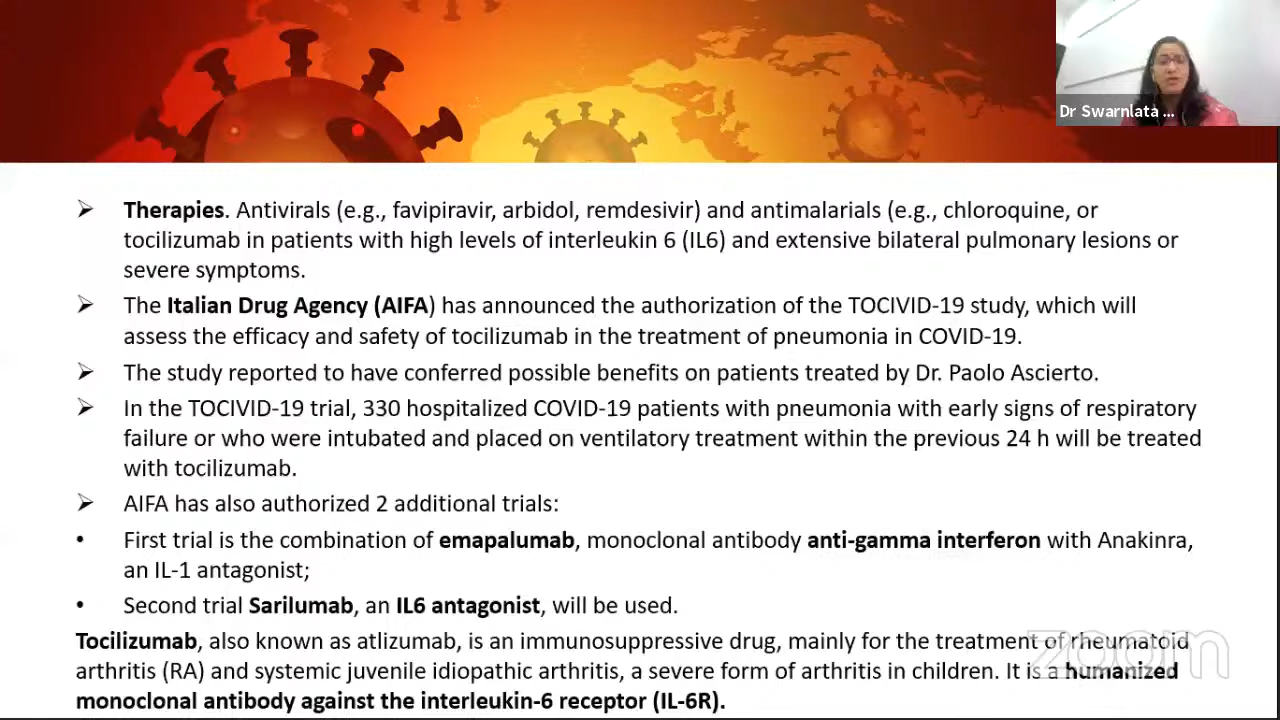 Dr Swarnlata ...
➢ Therapies. Antivirals (e.g., favipiravir, arbidol, remdesivir) and antimalarials (e.g., chloroquine, or
tocilizumab in patients with high levels of interleukin 6 (IL6) and extensive bilateral pulmonary lesions or
severe symptoms.
➢ The Italian Drug Agency (AIFA) has announced the authorization of the TOCIVID-19 study, which will
assess the efficacy and safety of tocilizumab in the treatment of pneumonia in COVID-19.
➢ The study reported to have conferred possible benefits on patients treated by Dr. Paolo Ascierto.
➢ In the TOCIVID-19 trial, 330 hospitalized COVID-19 patients with pneumonia with early signs of respiratory
failure or who were intubated and placed on ventilatory treatment within the previous 24 h will be treated
with tocilizumab.
➢ AIFA has also authorized 2 additional trials:
• First trial is the combination of emapalumab, monoclonal antibody anti-gamma interferon with Anakinra,
an IL-1 antagonist;
• Second trial Sarilumab, an IL6 antagonist, will be used.
Tocilizumab, also known as atlizumab, is an immunosuppressive drug, mainly for the treatment of rheumatoid
arthritis (RA) and systemic juvenile idiopathic arthritis, a severe form of arthritis in children. It is a humanized
monoclonal antibody against the interleukin-6 receptor (IL-6R).
zoom